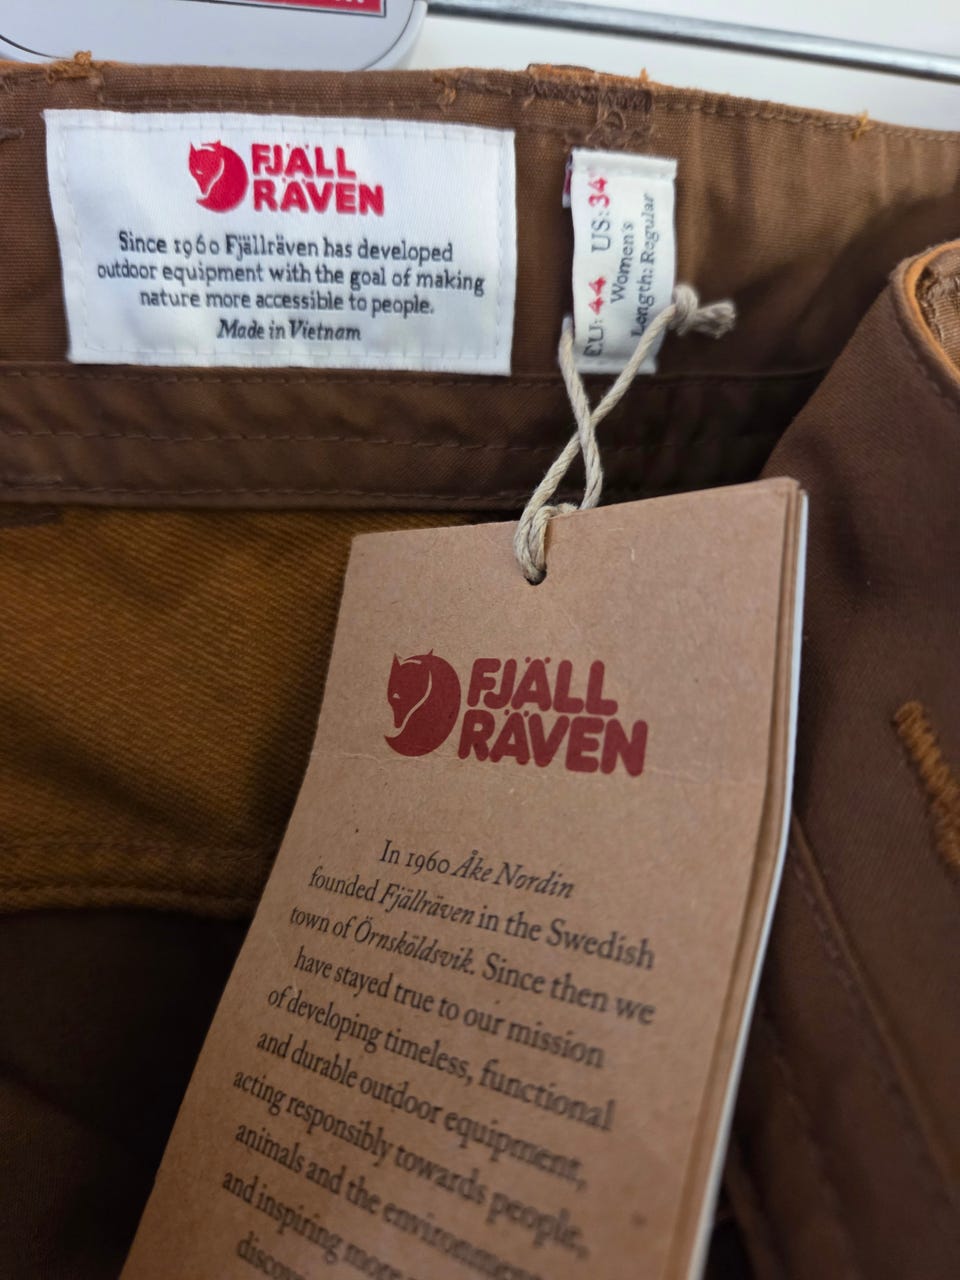 FJÄLL
RÄVEN
Since 1960 Fjällräven has developed
outdoor equipment with the goal of making
nature more accessible to people.
Made in Vietnam
EU: 44 US: 34
Women's
Length: Regular
FJÄLL
RÄVEN
In 1960 Åke Nordin
founded Fjällräven in the Swedish
town of Örnsköldsvik. Since then we
have stayed true to our mission
of developing timeless, functional
and durable outdoor equipment,
acting responsibly towards people,
animals and the environment
and inspiring more